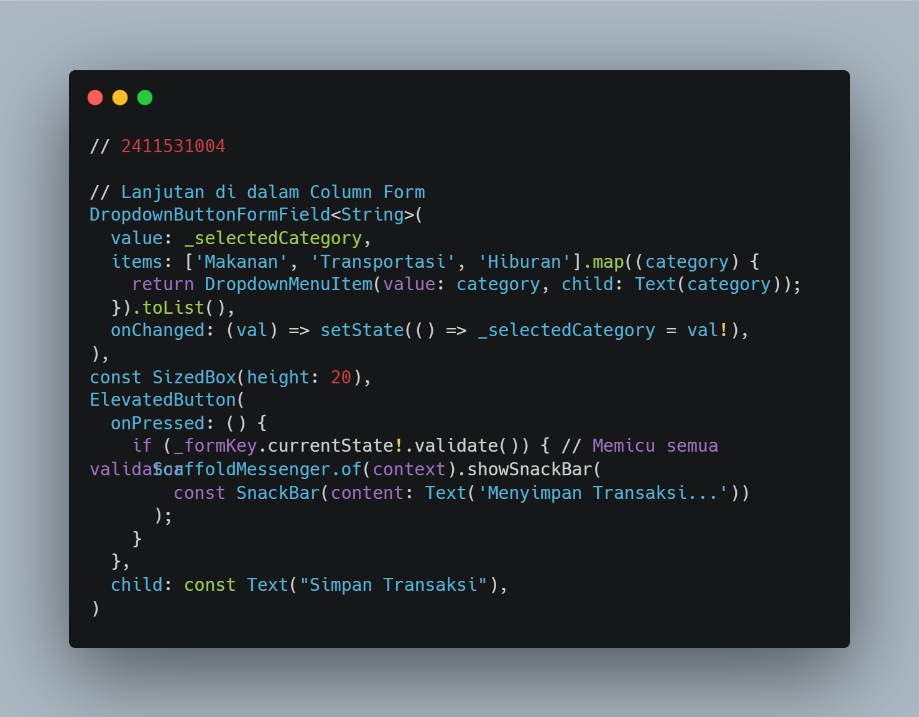 // 2411531004

// Lanjutan di dalam Column Form
DropdownButtonFormField<String>(
  value: _selectedCategory,
  items: ['Makanan', 'Transportasi', 'Hiburan'].map((category) {
    return DropdownMenuItem(value: category, child: Text(category));
  }).toList(),
  onChanged: (val) => setState(() => _selectedCategory = val!),
),
const SizedBox(height: 20),
ElevatedButton(
  onPressed: () {
    if (_formKey.currentState!.validate()) { // Memicu semua
validator
      ScaffoldMessenger.of(context).showSnackBar(
        const SnackBar(content: Text('Menyimpan Transaksi...'))
      );
    }
  },
  child: const Text("Simpan Transaksi"),
)